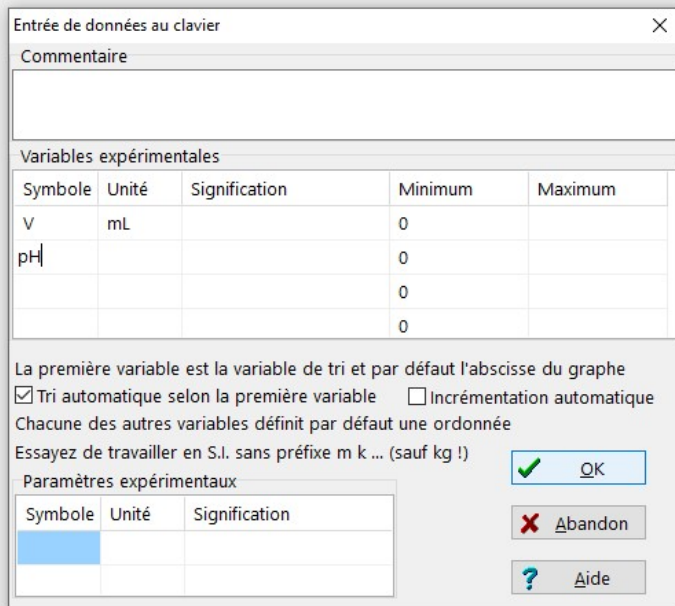 Entrée de données au clavier
Commentaire
Variables expérimentales
Symbole Unité Signification Minimum Maximum
V mL 0
pH 0
0
0
La première variable est la variable de tri et par défaut l'abscisse du graphe
Tri automatique selon la première variable Incrémentation automatique
Chacune des autres variables définit par défaut une ordonnée
Essayez de travailler en S.I. sans préfixe m k ... (sauf kg !)
OK
Paramètres expérimentaux
Symbole Unité Signification
Abandon
Aide